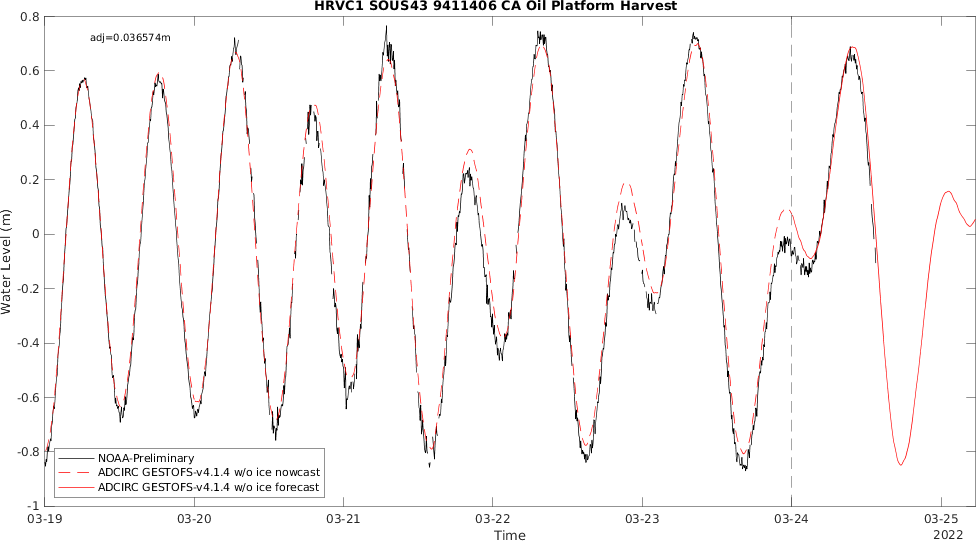 HRVC1 SOUS43 9411406 CA Oil Platform Harvest
adj=0.036574m
0.8
0.6
0.4
0.2
0
-0.2
-0.4
-0.6
-0.8
-1
Water Level (m)
NOAA-Preliminary
ADCIRC GESTOFS-v4.1.4 w/o ice nowcast
ADCIRC GESTOFS-v4.1.4 w/o ice forecast
03-19 03-20 03-21 03-22 03-23 03-24 03-25
Time
2022